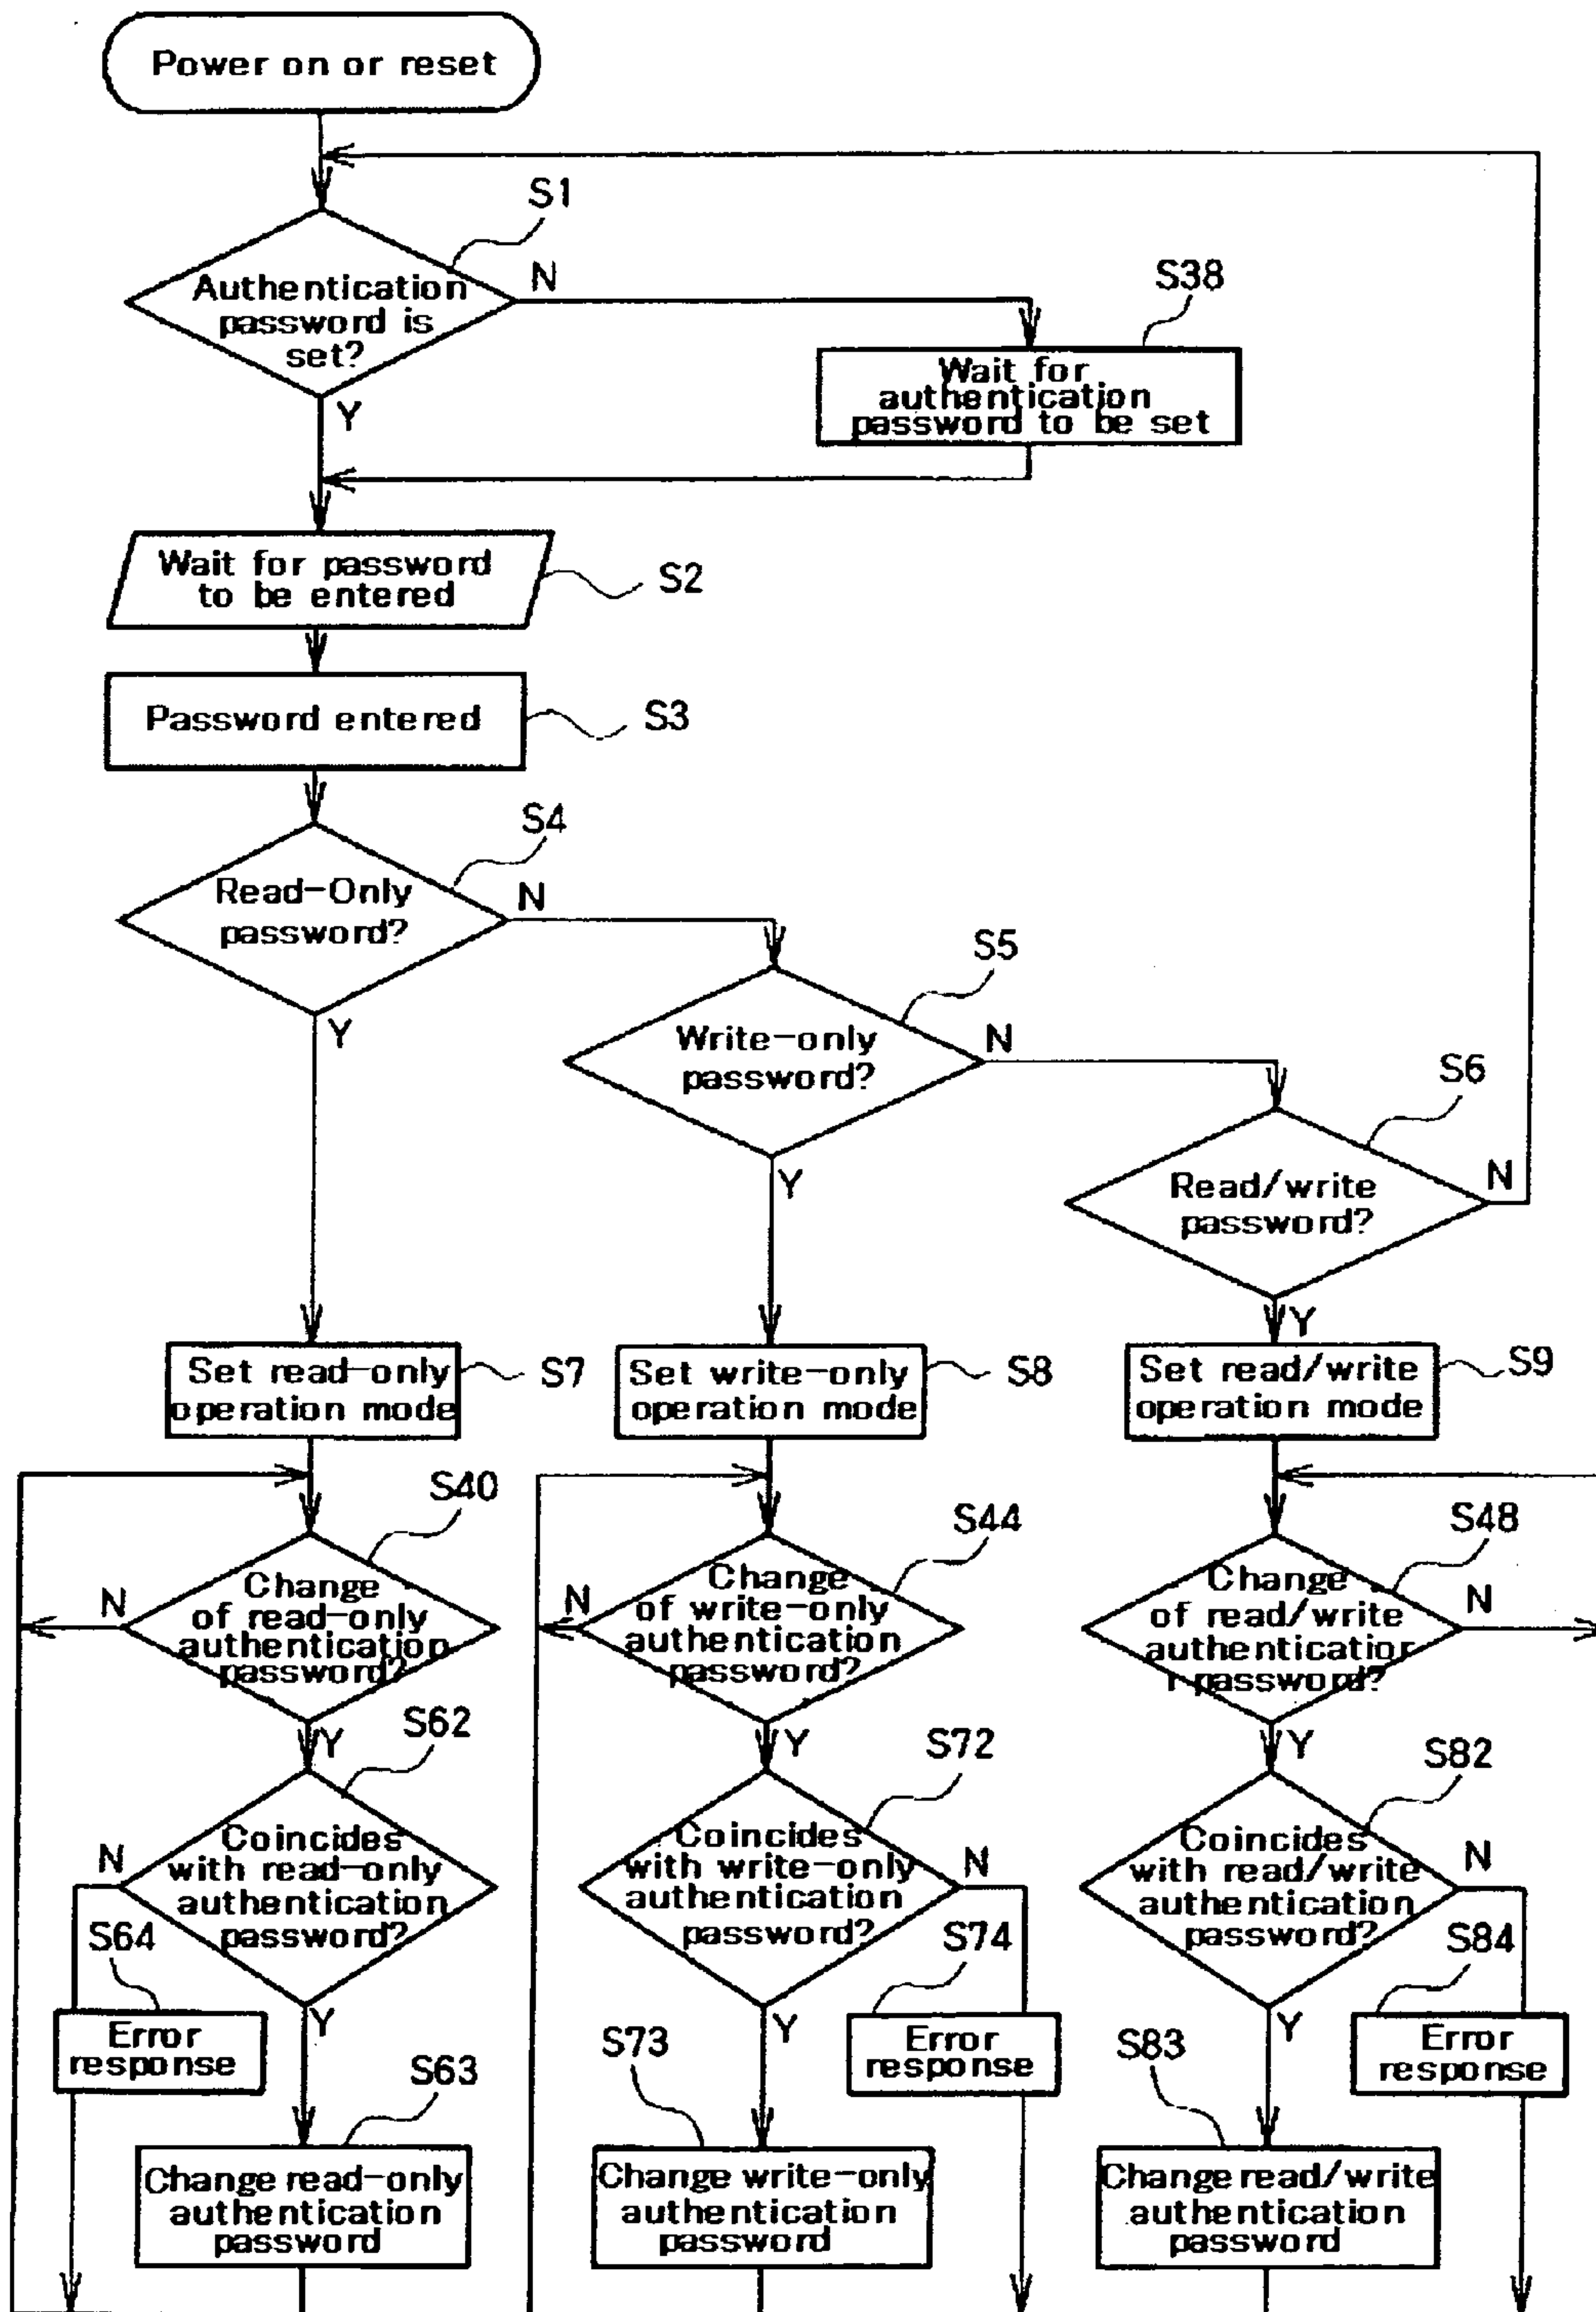 Power on or reset
S1
Authentication
password is
set?
N
Y
S38
Wait for
authentication
password to be set
Wait for password
to be entered
S2
Password entered
S3
S4
Read-Only
password?
N
Y
S5
Write-only
password?
N
Y
S6
Read/write
password?
N
Y
Set read-only
operation mode
S7
Set write-only
operation mode
S8
Set read/write
operation mode
S9
S40
Change
of read-only
authentication
password?
N
Y
S44
Change
of write-only
authentication
password?
N
Y
S48
Change
of read/write
authentication
password?
N
Y
S62
Coincides
with read-only
authentication
password?
N
Y
S72
Coincides
with write-only
authentication
password?
N
Y
S82
Coincides
with read/write
authentication
password?
N
Y
S64
Error
response
S63
Change read-only
authentication
password
S74
Error
response
S73
Change write-only
authentication
password
S84
Error
response
S83
Change read/write
authentication
password